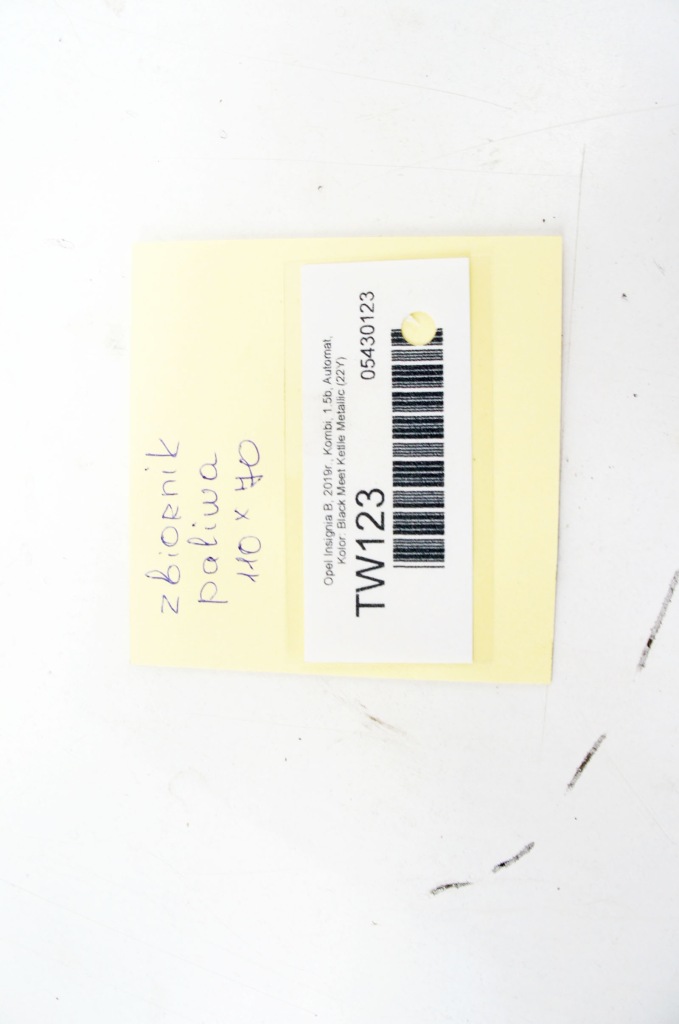 zbiornik
paliwa
110 x 70
Opel Insignia B, 2019r., Kombi, 1.5b, Automat,
Kolor: Black Meet Kettle Metallic (22Y)
TW123
05430123